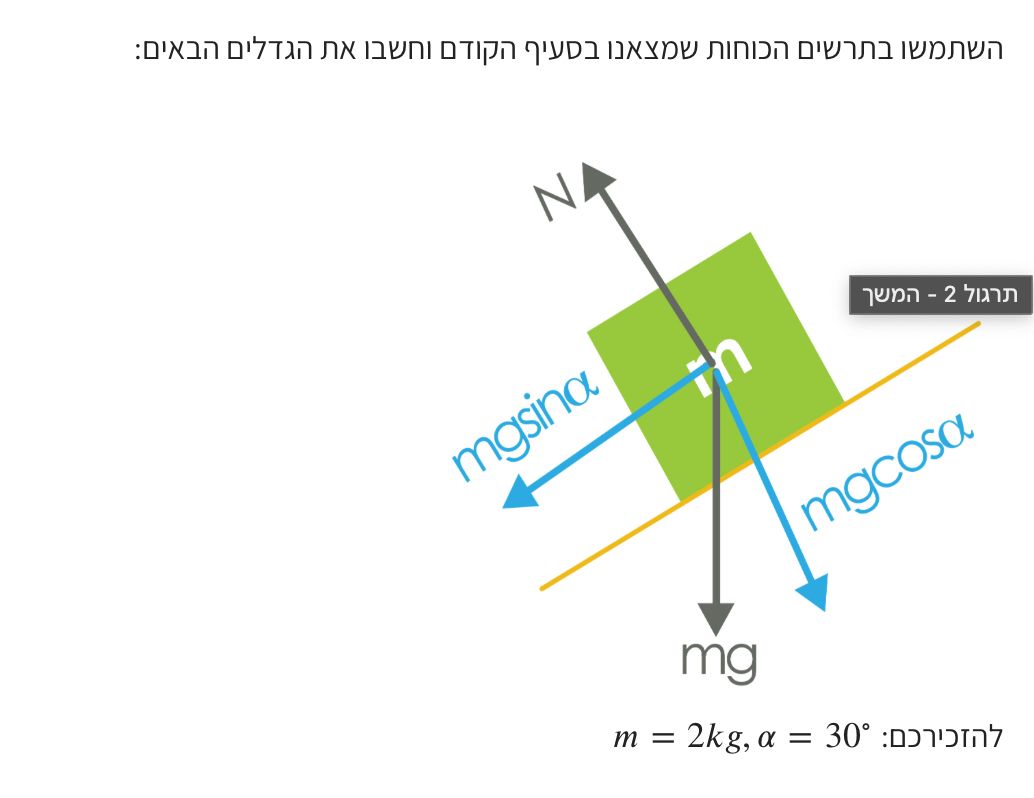 השתמשו בתרשים הכוחות שמצאנו בסעיף הקודם וחשבו את הגדלים הבאים:
N
תרגול 2 - המשך
m
mgsinα
mgcosα
mg
להזכירכם: m = 2kg, α = 30°